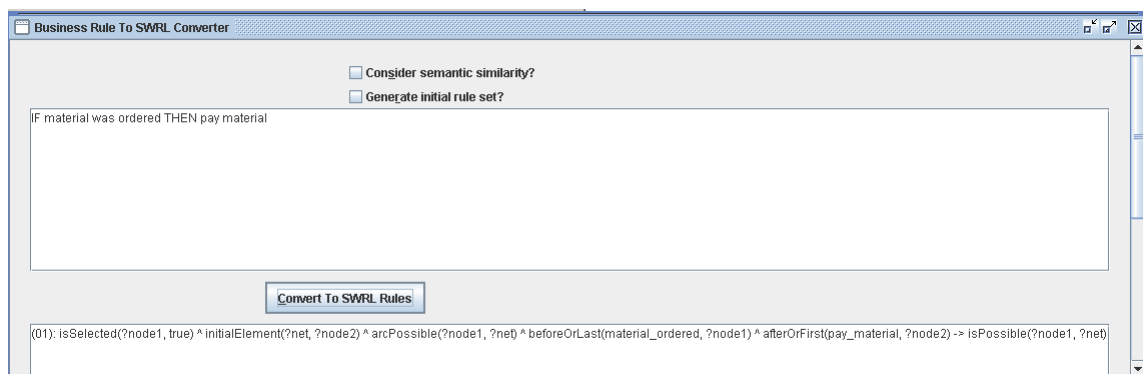 Business Rule To SWRL Converter
Consider semantic similarity?
Generate initial rule set?
IF material was ordered THEN pay material
Convert To SWRL Rules
(01): isSelected(?node1, true) ^ initialElement(?net, ?node2) ^ arcPossible(?node1, ?net) ^ beforeOrLast(material_ordered, ?node1) ^ afterOrFirst(pay_material, ?node2) -> isPossible(?node1, ?net)